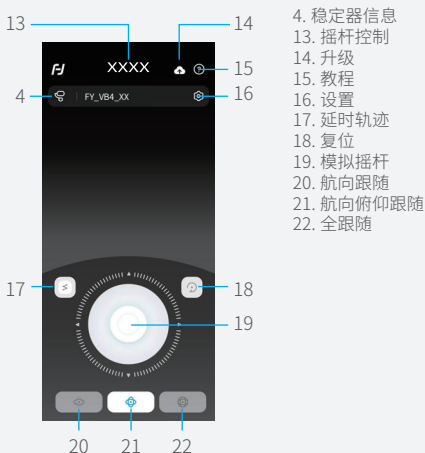 13
14
4. 稳定器信息
13. 摇杆控制
14. 升级
15. 教程
16. 设置
17. 延时轨迹
18. 复位
19. 模拟摇杆
20. 航向跟随
21. 航向俯仰跟随
22. 全跟随
XXXX
15
4
FY_VB4_XX
16
17
18
19
20
21
22